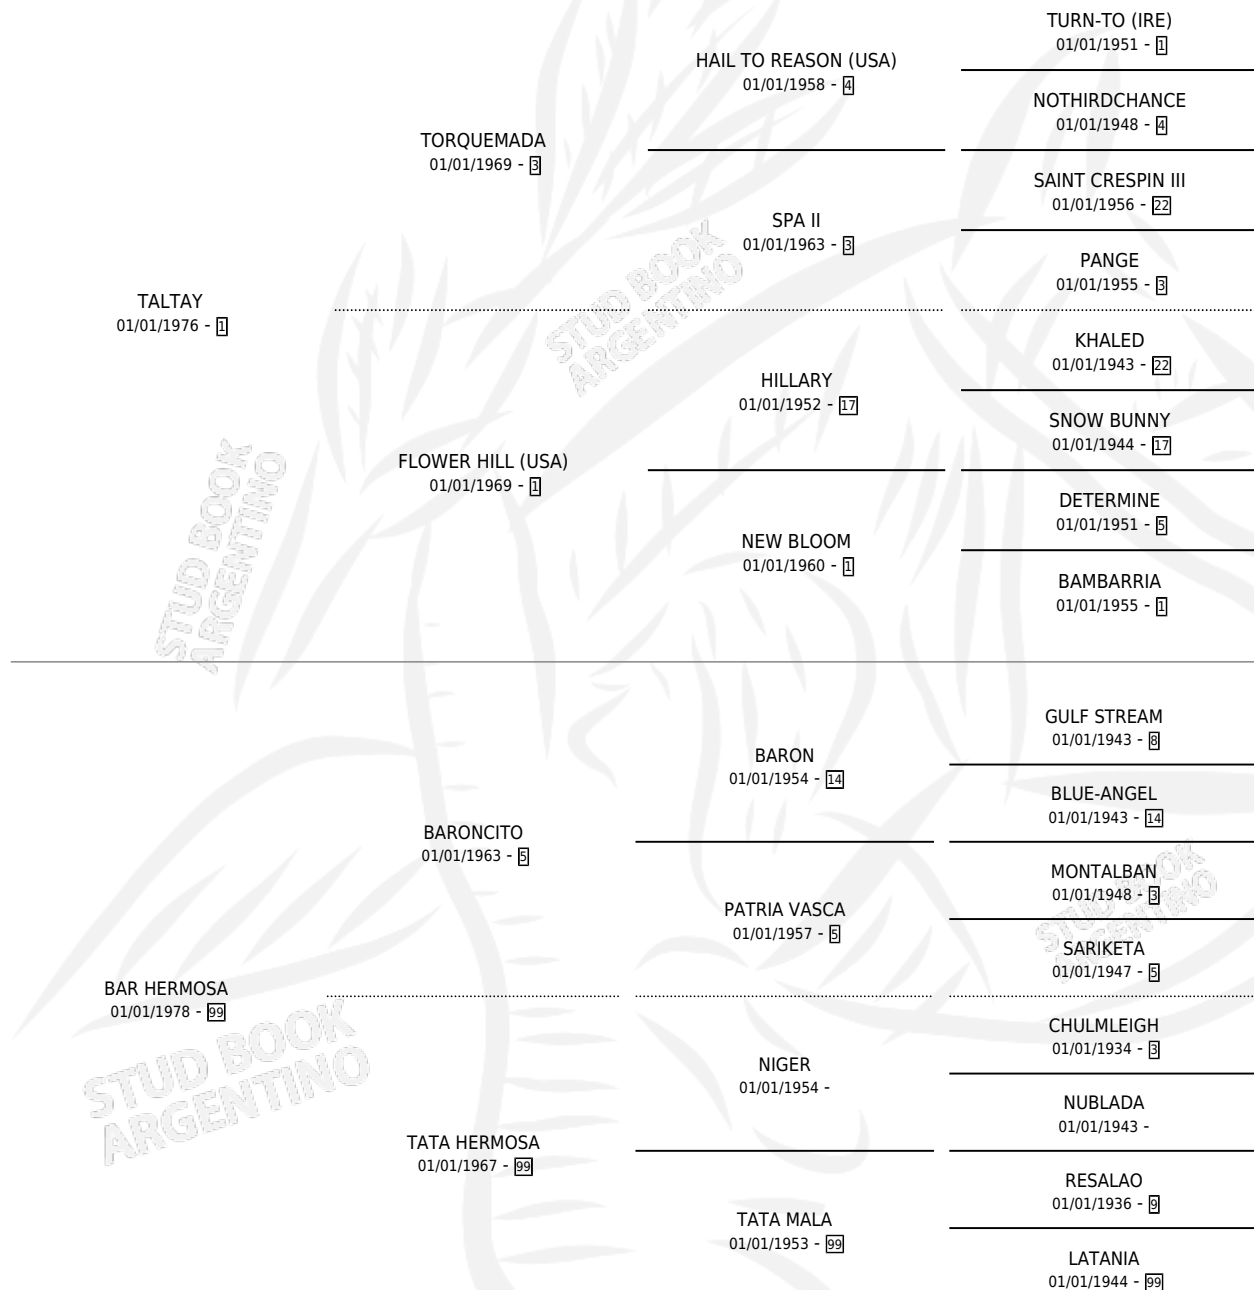 TURN-TO (IRE)
01/01/1951 - 1
HAIL TO REASON (USA)
01/01/1958 - 4
NOTHIRDCHANCE
01/01/1948 - 4
TORQUEMADA
01/01/1969 - 3
SAINT CRESPIN III
01/01/1956 - 22
SPA II
01/01/1963 - 3
PANGE
01/01/1955 - 3
TALTAY
01/01/1976 - 1
KHALED
01/01/1943 - 22
HILLARY
01/01/1952 - 17
SNOW BUNNY
01/01/1944 - 17
FLOWER HILL (USA)
01/01/1969 - 1
DETERMINE
01/01/1951 - 5
NEW BLOOM
01/01/1960 - 1
BAMBARRIA
01/01/1955 - 1
GULF STREAM
01/01/1943 - 8
BARON
01/01/1954 - 14
BLUE-ANGEL
01/01/1943 - 14
BARONCITO
01/01/1963 - 5
MONTALBAN
01/01/1948 - 3
PATRIA VASCA
01/01/1957 - 5
SARIKETA
01/01/1947 - 5
BAR HERMOSA
01/01/1978 - 99
CHULMLEIGH
01/01/1934 - 3
NIGER
01/01/1954 -
NUBLADA
01/01/1943 -
TATA HERMOSA
01/01/1967 - 99
RESALAO
01/01/1936 - 9
TATA MALA
01/01/1953 - 99
LATANIA
01/01/1944 - 99
STUD BOOK
ARGENTINO
STUD BOOK
ARGENTINO
STUD BOOK
ARGENTINO
STUD BOOK
ARGENTINO